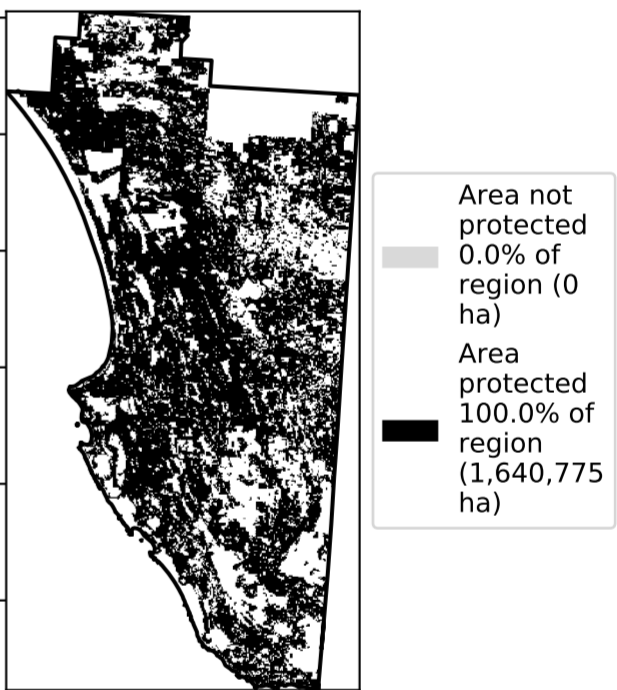 Area not
protected
0.0% of
region (0
ha)
Area
protected
100.0% of
region
(1,640,775
ha)